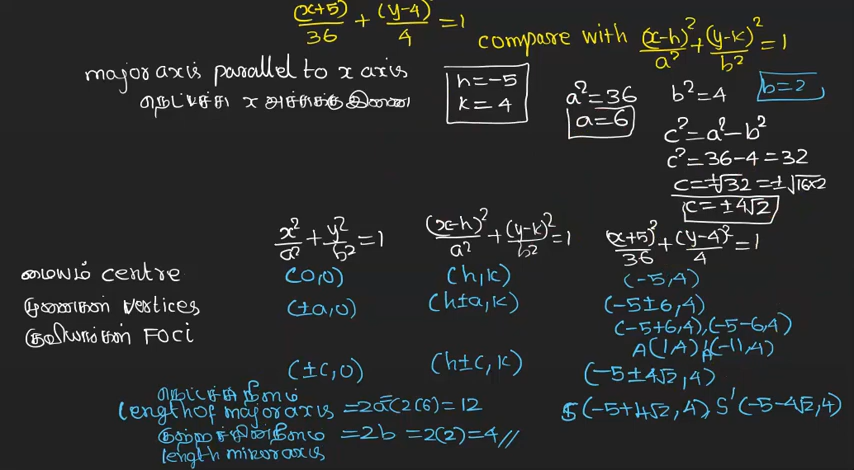 (x+5)²/36 + (y-4)²/4 = 1
compare with (x-h)²/a² + (y-k)²/b² = 1
major axis parallel to x axis
h = -5
k = 4
a² = 36
a = 6
b² = 4
b = 2
c² = a² - b²
c² = 36 - 4 = 32
c = ±√32 = ±√16×2
c = ±4√2
x²/a² + y²/b² = 1 (x-h)²/a² + (y-k)²/b² = 1 (x+5)²/36 + (y-4)²/4 = 1
மையம் centre (0,0) (h,k) (-5,4)
முனைகள் vertices (±a,0) (h±a,k) (-5±6,4)
(-5+6,4),(-5-6,4)
குவியங்கள் Foci
A(1,4) A'(-11,4)
(±c,0) (h±c,k) (-5±4√2,4)
நெட்டச்சு நீளம்
length of major axis = 2a = (2(6) = 12 S(-5+4√2,4), S'(-5-4√2,4)
குற்றச்சின் நீளம் = 2b = 2(2) = 4 //
length minor axis